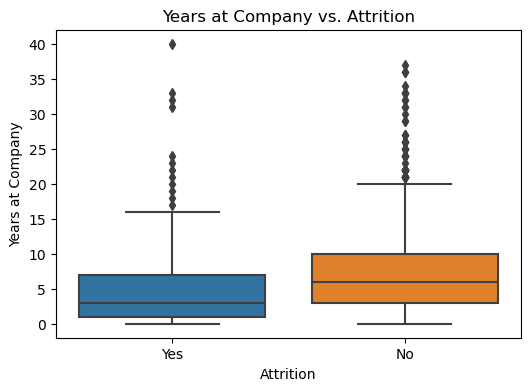 Years at Company vs. Attrition
40
35
30
25
20
15
10
5
0
Years at Company
Yes
No
Attrition